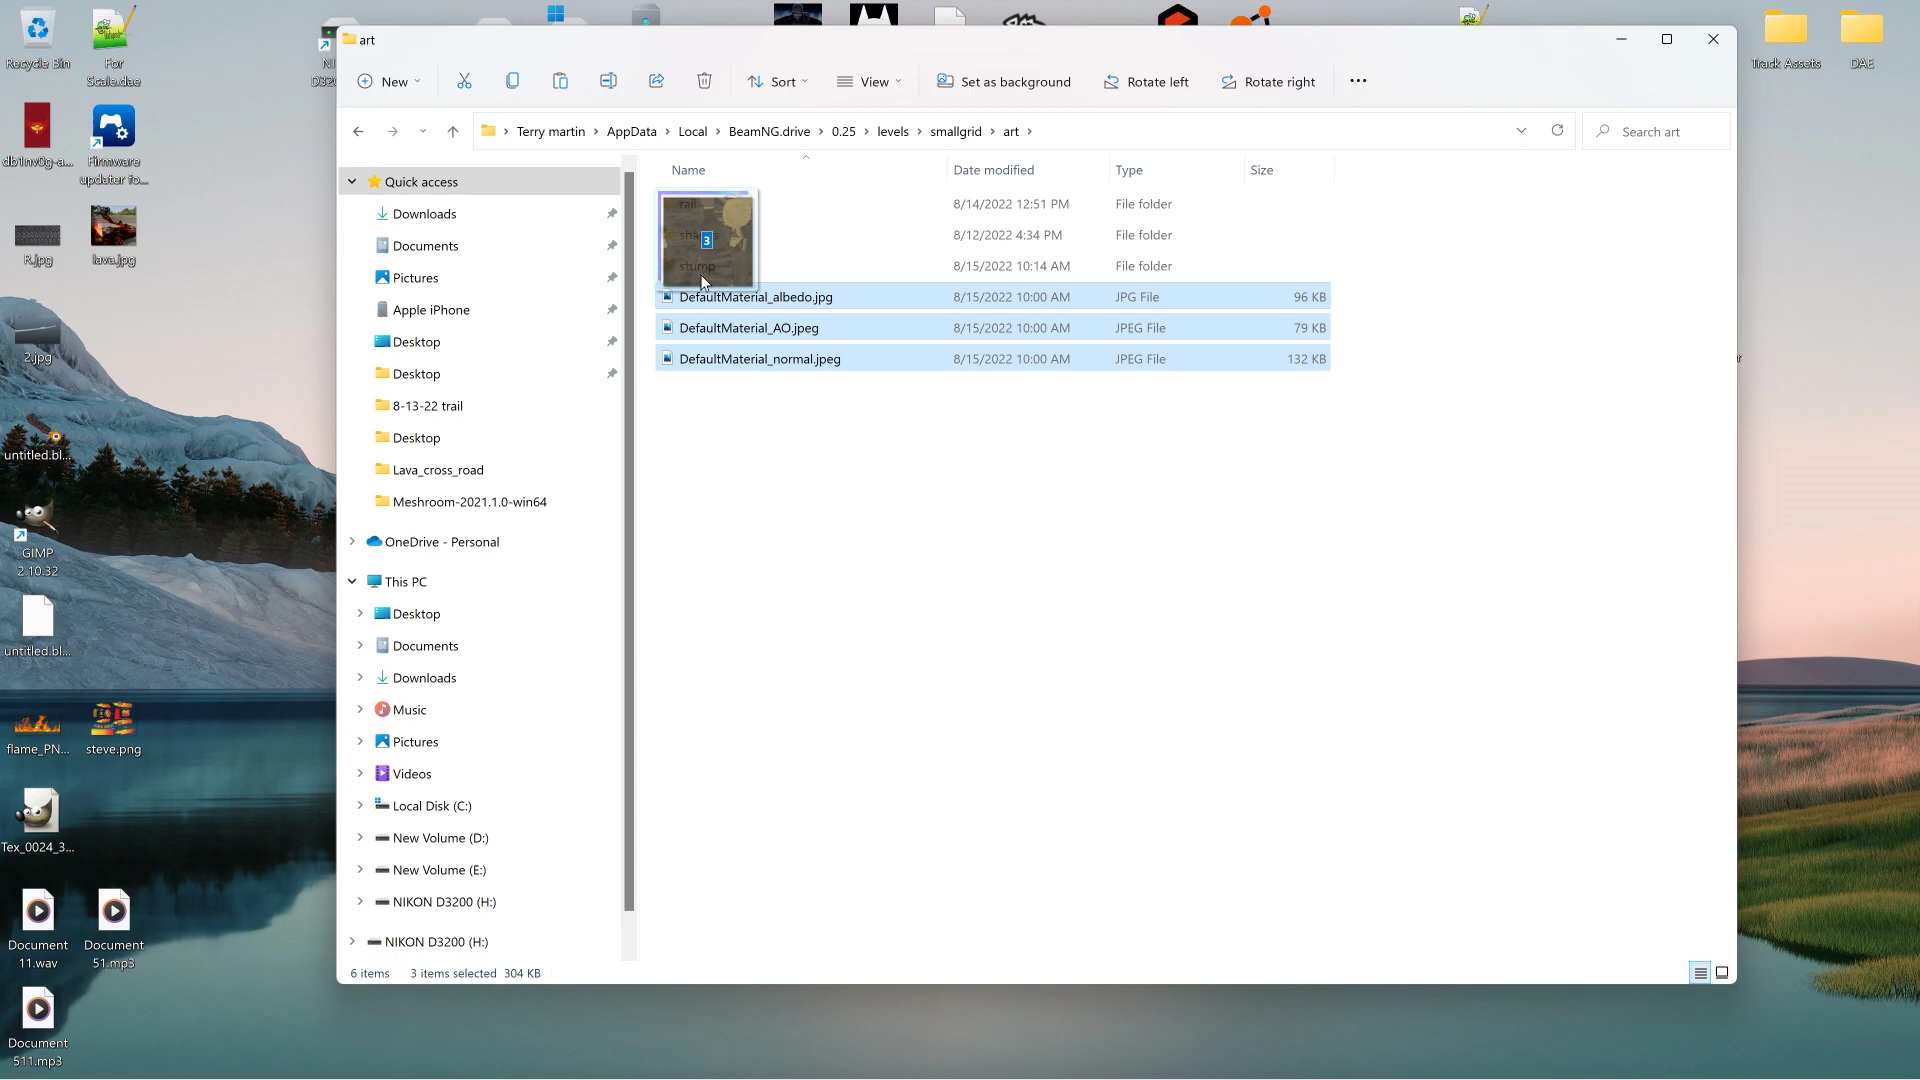 Recycle Bin
For
Scale.dae
db1nv0g-a...
Firmware
updater fo...
R.jpg
lava.jpg
2.jpg
untitled.bl...
GIMP
2.10.32
untitled.bl...
flame_PN...
steve.png
Tex_0024_3...
Document
11.wav
Document
51.mp3
Document
511.mp3
NI
D320
Track Assets
DAE
art
New
Sort
View
Set as background
Rotate left
Rotate right
Terry martin
AppData
Local
BeamNG.drive
0.25
levels
smallgrid
art
Search art
Quick access
Downloads
Documents
Pictures
Apple iPhone
Desktop
Desktop
8-13-22 trail
Desktop
Lava_cross_road
Meshroom-2021.1.0-win64
OneDrive - Personal
This PC
Desktop
Documents
Downloads
Music
Pictures
Videos
Local Disk (C:)
New Volume (D:)
New Volume (E:)
NIKON D3200 (H:)
NIKON D3200 (H:)
Name Date modified Type Size
rail 8/14/2022 12:51 PM File folder
3
8/12/2022 4:34 PM File folder
stump 8/15/2022 10:14 AM File folder
DefaultMaterial_albedo.jpg 8/15/2022 10:00 AM JPG File 96 KB
DefaultMaterial_AO.jpeg 8/15/2022 10:00 AM JPEG File 79 KB
DefaultMaterial_normal.jpeg 8/15/2022 10:00 AM JPEG File 132 KB
6 items 3 items selected 304 KB